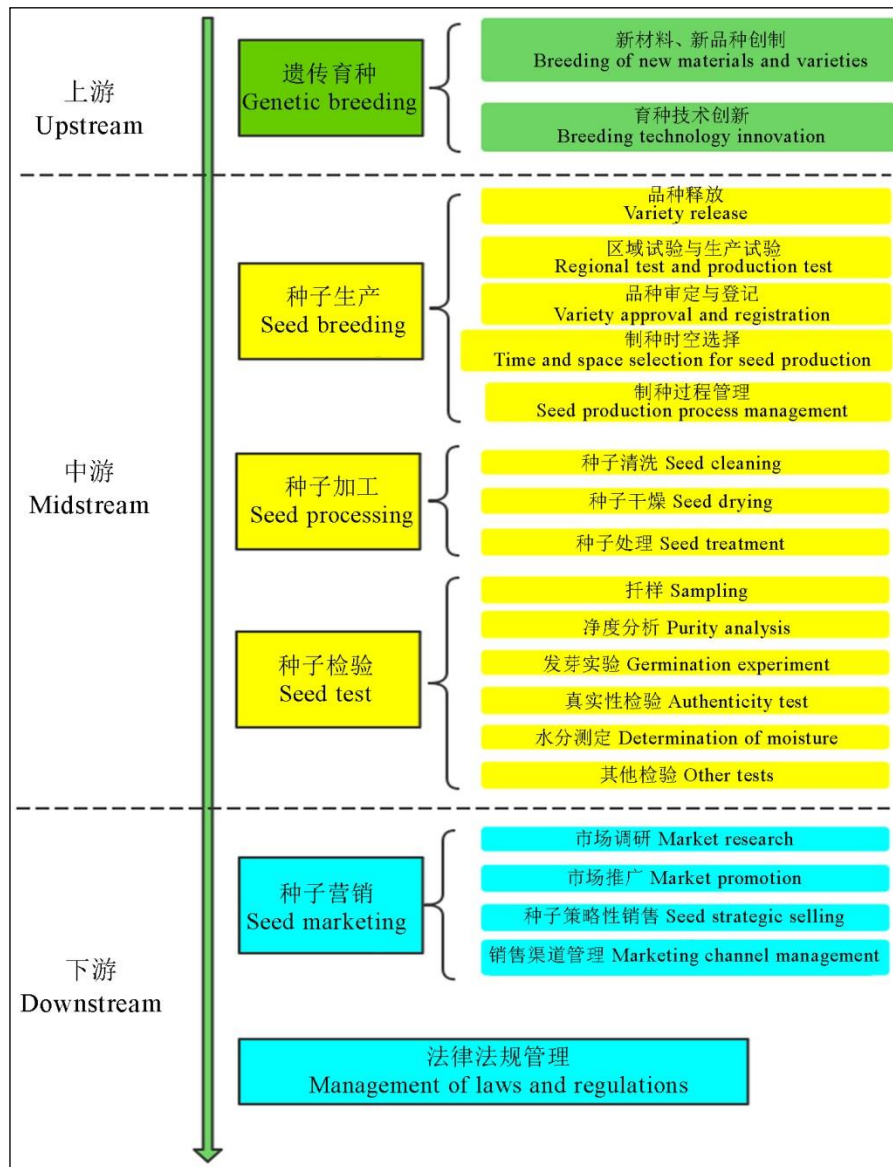 上游
Upstream
遗传育种
Genetic breeding
新材料、新品种创制
Breeding of new materials and varieties
育种技术创新
Breeding technology innovation
中游
Midstream
种子生产
Seed breeding
品种释放
Variety release
区域试验与生产试验
Regional test and production test
品种审定与登记
Variety approval and registration
制种时空选择
Time and space selection for seed production
制种过程管理
Seed production process management
种子加工
Seed processing
种子清洗 Seed cleaning
种子干燥 Seed drying
种子处理 Seed treatment
种子检验
Seed test
扦样 Sampling
净度分析 Purity analysis
发芽实验 Germination experiment
真实性检验 Authenticity test
水分测定 Determination of moisture
其他检验 Other tests
下游
Downstream
种子营销
Seed marketing
市场调研 Market research
市场推广 Market promotion
种子策略性销售 Seed strategic selling
销售渠道管理 Marketing channel management
法律法规管理
Management of laws and regulations